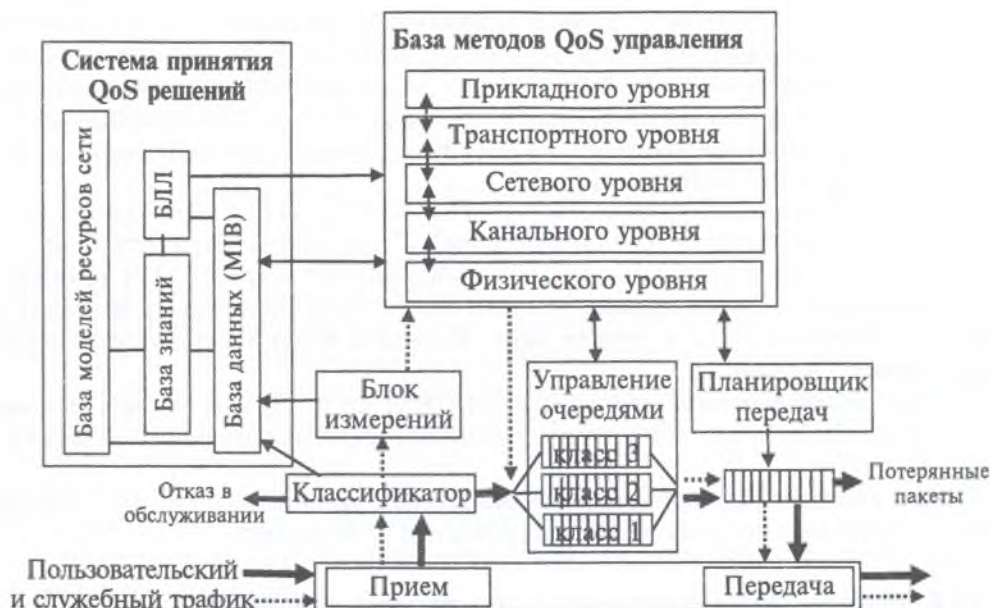 База методов QoS управления
Прикладного уровня
Транспортного уровня
Сетевого уровня
Канального уровня
Физического уровня
Система принятия
QoS решений
База моделей ресурсов сети
БЛЛ
База знаний
База данных (MIB)
Блок
измерений
Управление
очередями
класс 3
класс 2
класс 1
Планировщик
передач
Отказ в
обслуживании
Классификатор
Потерянные
пакеты
Пользовательский
и служебный трафик
Прием
Передача